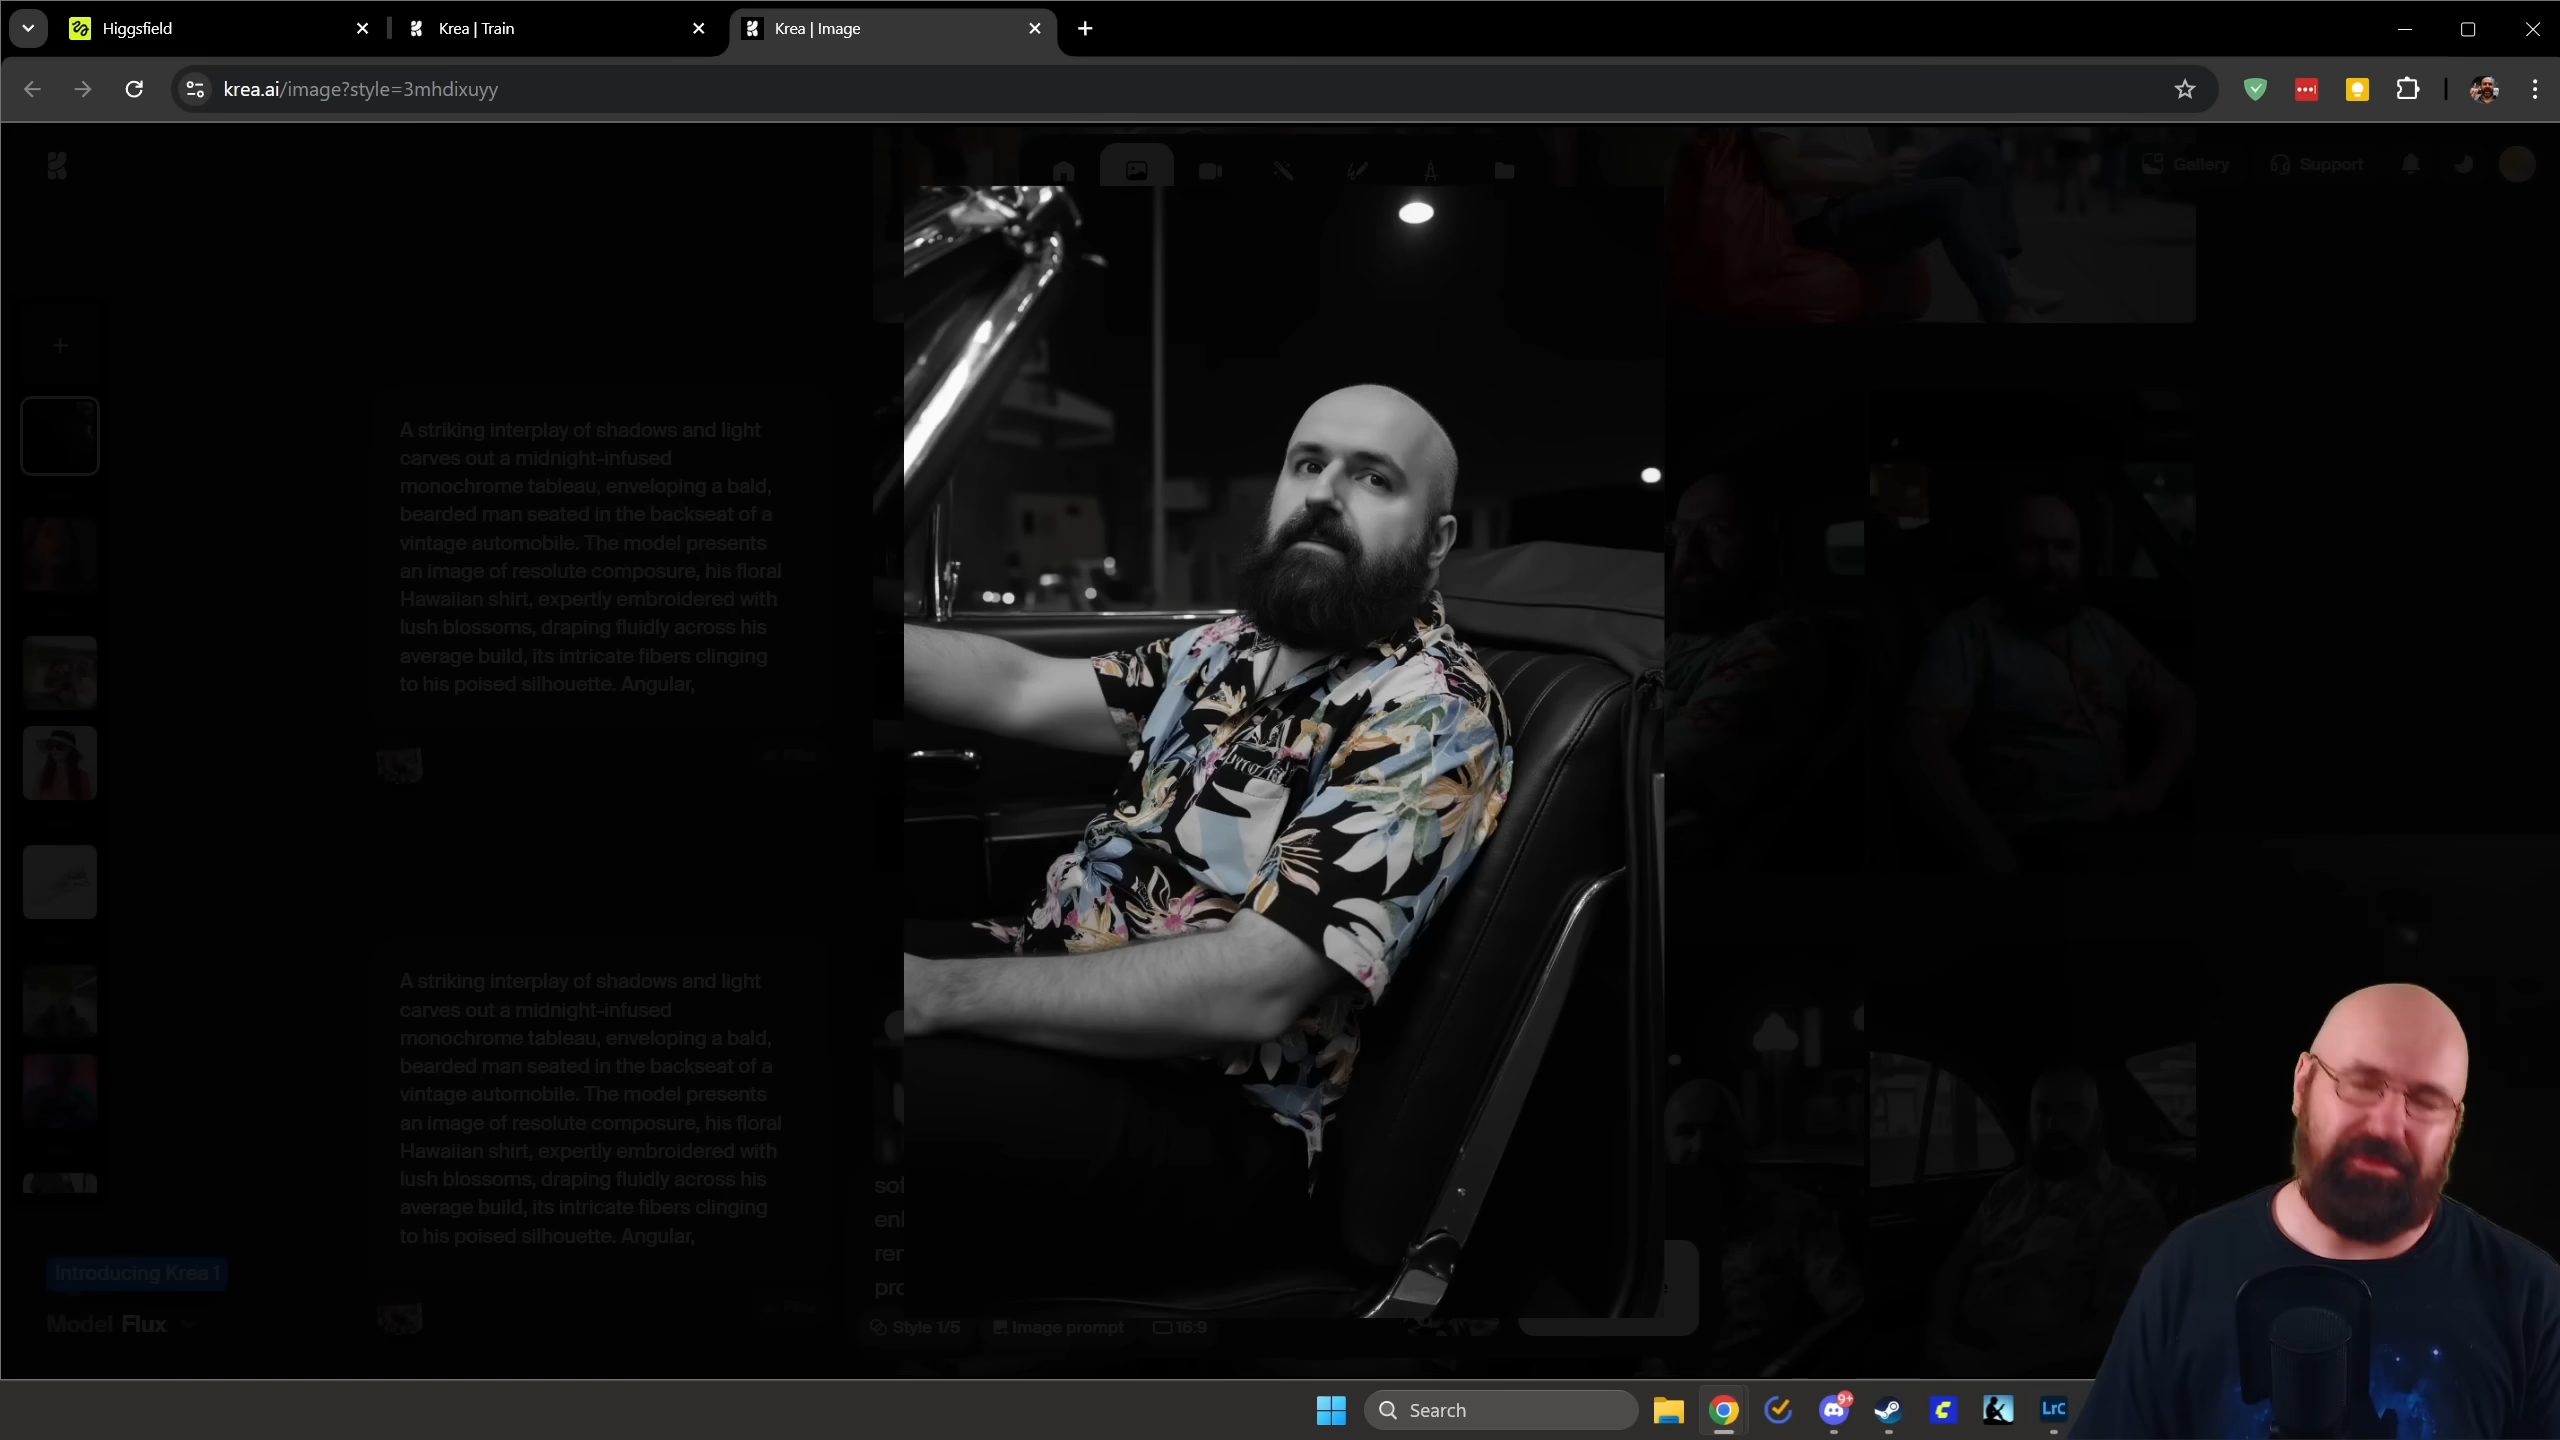 Higgsfield
Krea | Train
Krea | Image
krea.ai/image?style=3mhdixuyy
Gallery
Support
A striking interplay of shadows and light
carves out a midnight-infused
monochrome tableau, enveloping a bald,
bearded man seated in the backseat of a
vintage automobile. The model presents
an image of resolute composure, his floral
Hawaiian shirt, expertly embroidered with
lush blossoms, draping fluidly across his
average build, its intricate fibers clinging
to his poised silhouette. Angular,
Flux
A striking interplay of shadows and light
carves out a midnight-infused
monochrome tableau, enveloping a bald,
bearded man seated in the backseat of a
vintage automobile. The model presents
an image of resolute composure, his floral
Hawaiian shirt, expertly embroidered with
lush blossoms, draping fluidly across his
average build, its intricate fibers clinging
to his poised silhouette. Angular,
Flux
Introducing Krea 1
Model Flux
Style 1/5
Image prompt
16:9
Search
9+
LrC